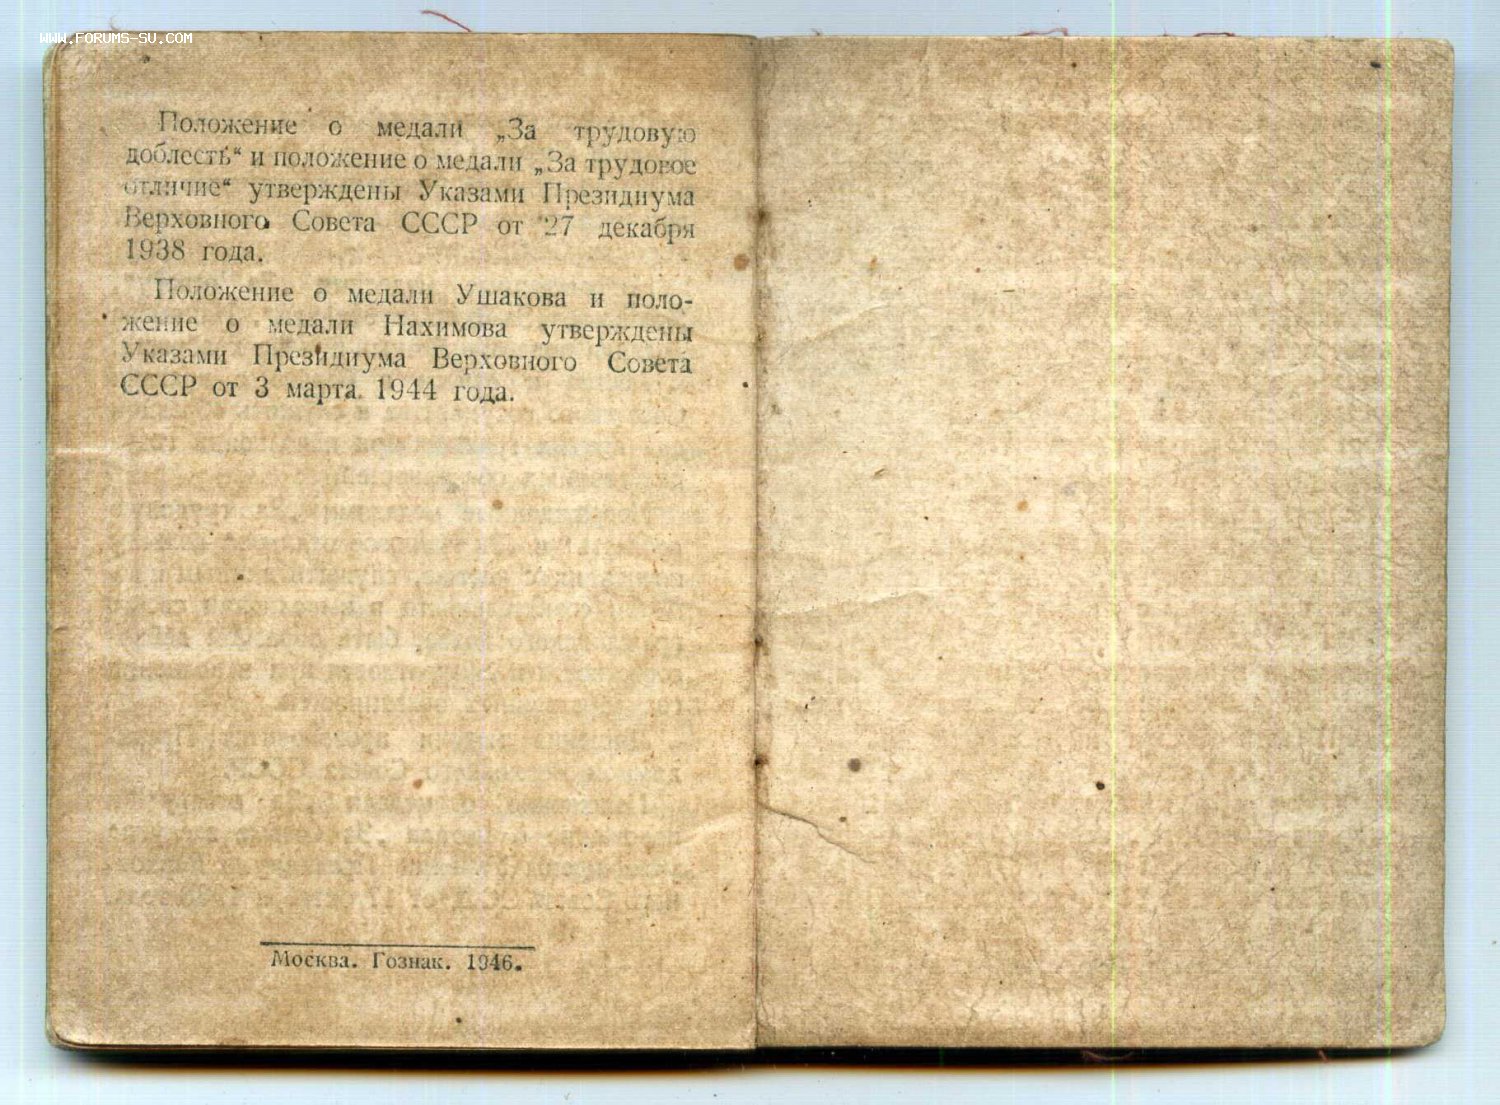 WWW.FORUMS-SU.COM
Положение о медали „За трудовую
доблесть“ и положение о медали „За трудовое
отличие“ утверждены Указами Президиума
Верховного Совета СССР от 27 декабря
1938 года.
Положение о медали Ушакова и поло-
жение о медали Нахимова утверждены
Указами Президиума Верховного Совета
СССР от 3 марта 1944 года.
Москва. Гознак. 1946.